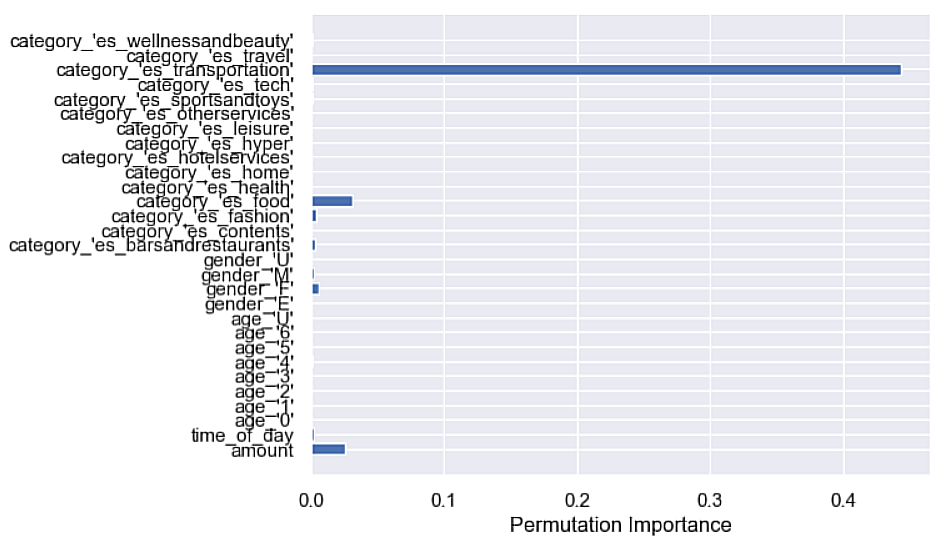 category_'es_wellnessandbeauty'
category_'es_travel'
category_'es_transportation'
category_'es_tech'
category_'es_sportsandtoys'
category_'es_otherservices'
category_'es_leisure'
category_'es_hyper'
category_'es_hotelservices'
category_'es_home'
category_'es_health'
category_'es_food'
category_'es_fashion'
category_'es_contents'
category_'es_barsandrestaurants'
gender_'U'
gender_'M'
gender_'F'
gender_'E'
age_'U'
age_'6'
age_'5'
age_'4'
age_'3'
age_'2'
age_'1'
age_'0'
time_of_day
amount
0.0 0.1 0.2 0.3 0.4
Permutation Importance